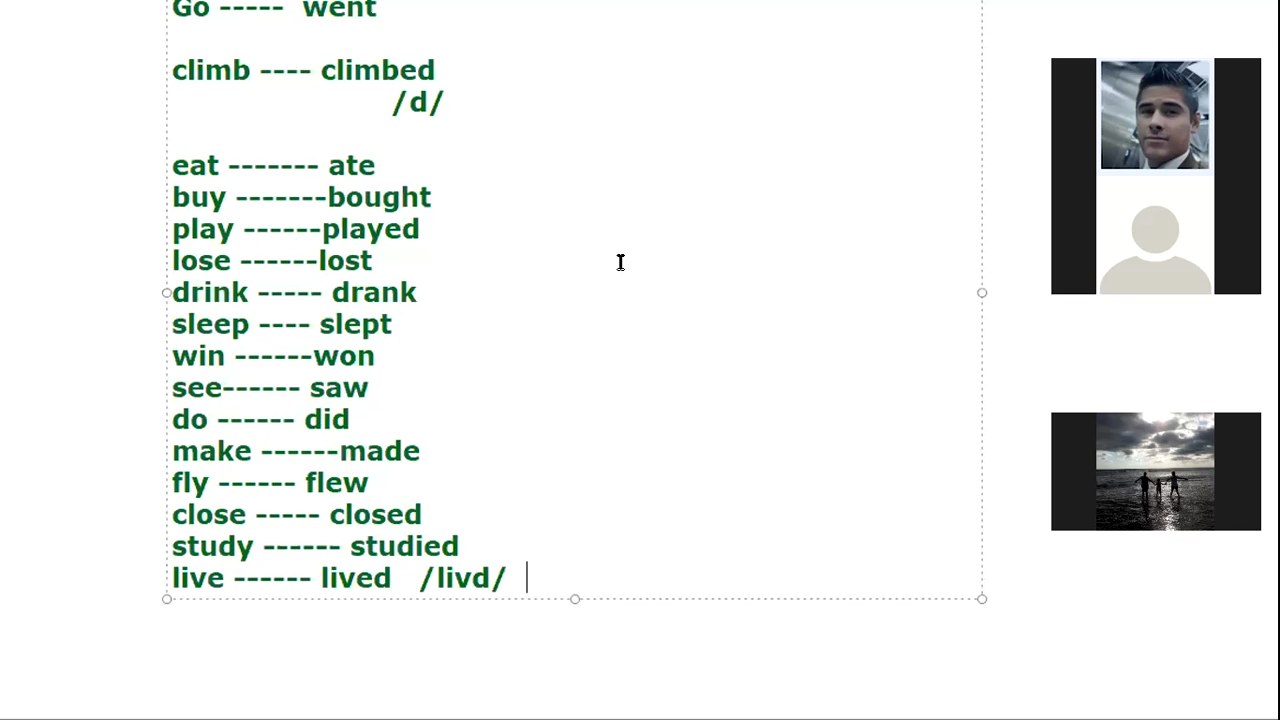 Go ----- went
climb ---- climbed
/d/
eat ------- ate
buy -------bought
play ------played
lose ------lost
drink ----- drank
sleep ---- slept
win ------won
see------ saw
do ------ did
make ------made
fly ------ flew
close ----- closed
study ------ studied
live ------ lived /livd/